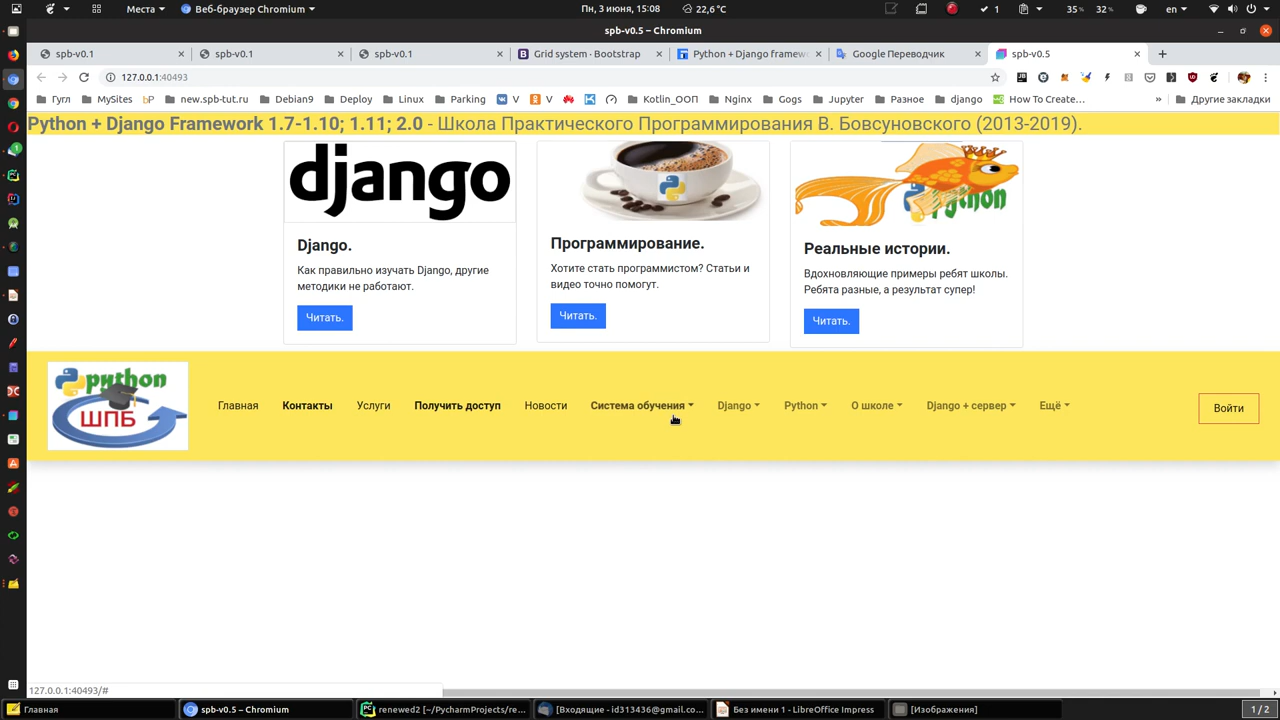 Места
Веб-браузер Chromium
Пн, 3 июня, 15:08
22,6 °C
1
35 %
32 %
en
spb-v0.5 – Chromium
spb-v0.1
spb-v0.1
spb-v0.1
Grid system · Bootstrap
Python + Django framew
Google Переводчик
spb-v0.5
127.0.0.1:40493
Гугл
MySites
bP
new.spb-tut.ru
Debian9
Deploy
Linux
Parking
V
V
Kotlin_ООП
Nginx
Gogs
Jupyter
Разное
django
How To Create…
»
Другие закладки
Python + Django Framework 1.7-1.10; 1.11; 2.0 - Школа Практического Программирования В. Бовсуновского (2013-2019).
django
Django.
Как правильно изучать Django, другие
методики не работают.
Читать.
Программирование.
Хотите стать программистом? Статьи и
видео точно помогут.
Читать.
python
Реальные истории.
Вдохновляющие примеры ребят школы.
Ребята разные, а результат супер!
Читать.
python
ШПБ
Главная
Контакты
Услуги
Получить доступ
Новости
Система обучения
Django
Python
О школе
Django + сервер
Ещё
Войти
127.0.0.1:40493/#
Главная
spb-v0.5 – Chromium
renewed2 [~/PycharmProjects/re...
[Входящие - id313436@gmail.co...
Без имени 1 - LibreOffice Impress
[Изображения]
1 / 2